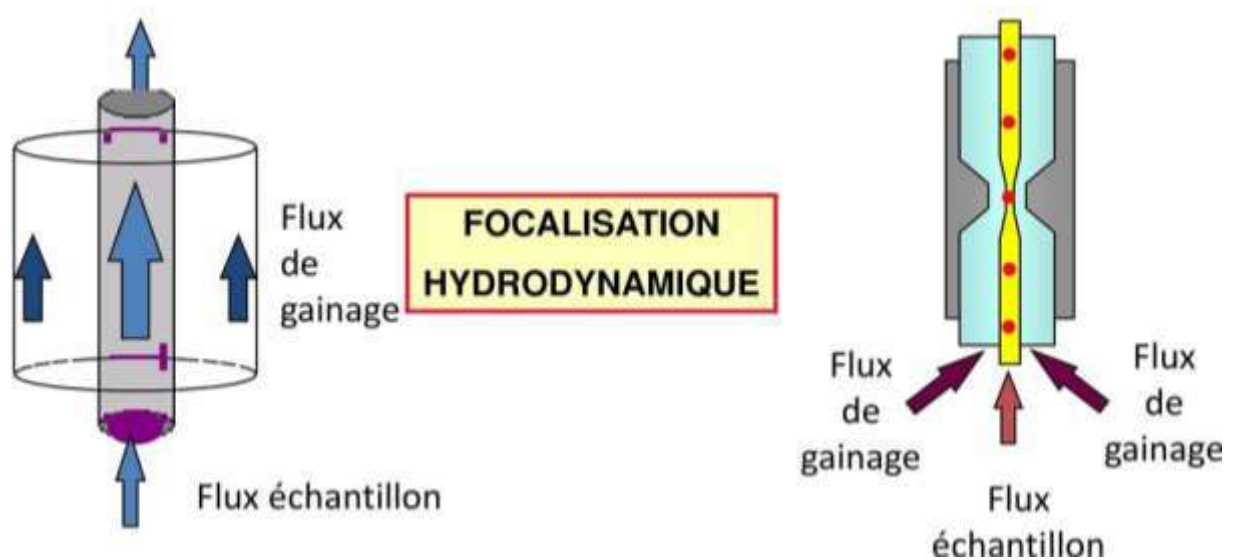 Flux
de
gainage
Flux échantillon
FOCALISATION
HYDRODYNAMIQUE
Flux
de
gainage
Flux
échantillon
Flux
de
gainage